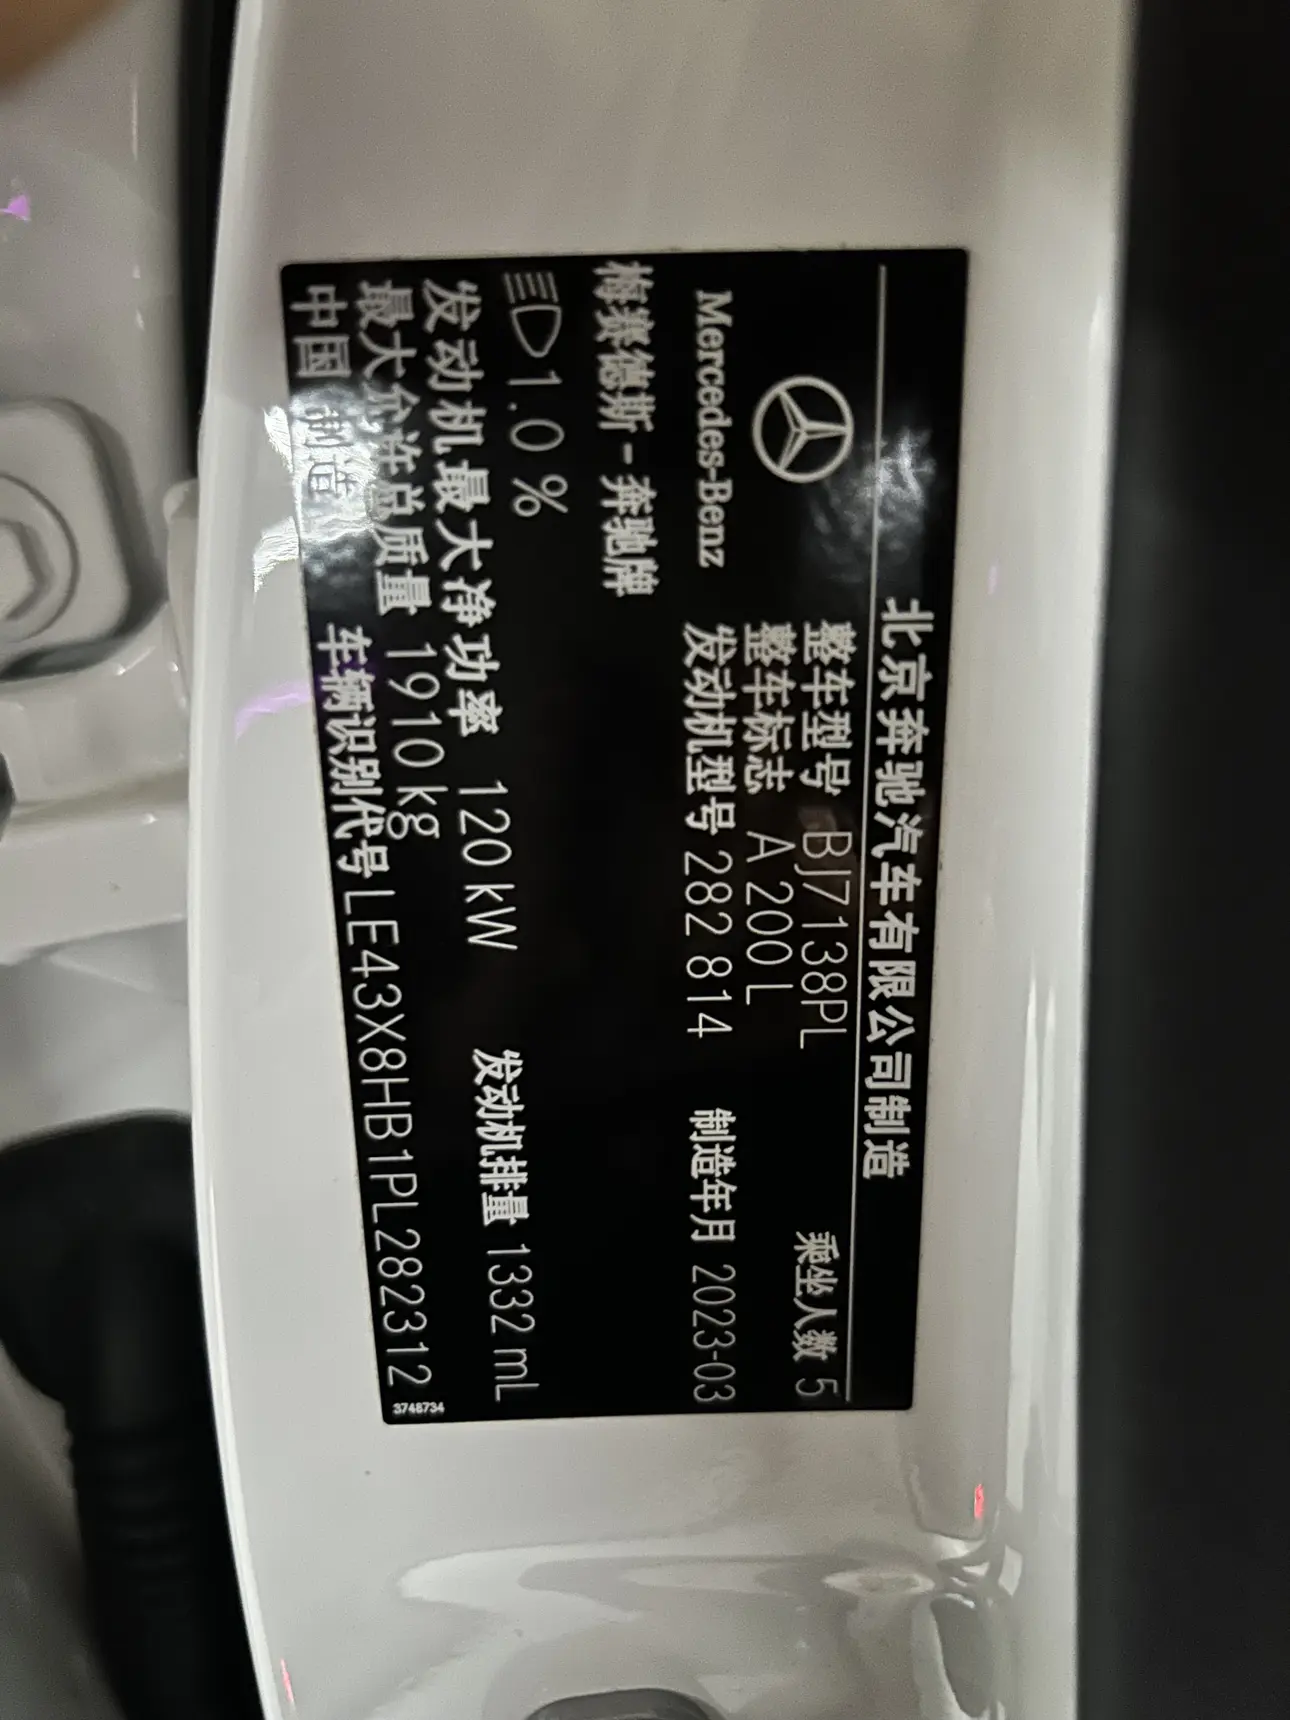 北京奔驰汽车有限公司制造
整车型号 BJ7138PL 乘坐人数 5
整车标志 A 200 L
Mercedes-Benz 发动机型号 282 814 制造年月 2023-03
梅赛德斯-奔驰牌
1.0 %
发动机最大净功率 120 kW 发动机排量 1332 mL
最大允许总质量 1910 kg
中国 制造 车辆识别代号 LE43X8HB1PL282312
3748734